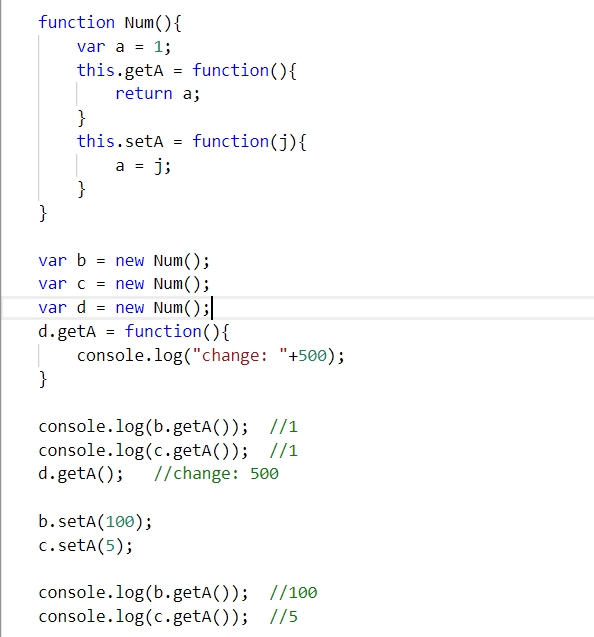 function Num(){
    var a = 1;
    this.getA = function(){
        return a;
    }
    this.setA = function(j){
        a = j;
    }
}

var b = new Num();
var c = new Num();
var d = new Num();
d.getA = function(){
    console.log("change: "+500);
}

console.log(b.getA());  //1
console.log(c.getA());  //1
d.getA();   //change: 500

b.setA(100);
c.setA(5);

console.log(b.getA());  //100
console.log(c.getA());  //5